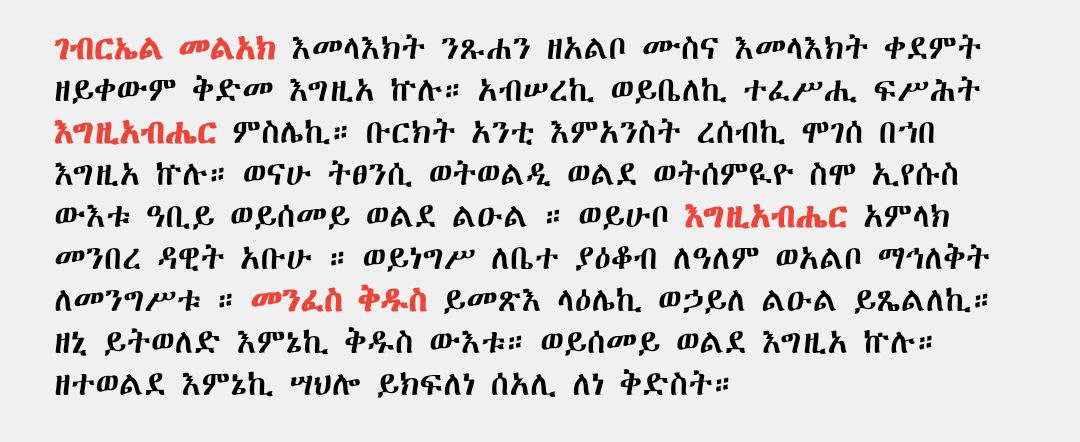 ገብርኤል መልአክ እመላእክት ንጹሐን ዘአልቦ ሙስና እመላእክት ቀደምት
ዘይቀውም ቅድመ እግዚአ ኵሉ። አብሠረኪ ወይቤለኪ ተፈሥሒ ፍሥሕት
እግዚአብሔር ምስሌኪ። ቡርክት አንቲ እምአንስት ረሰብኪ ሞገሰ በኀበ
እግዚአ ኵሉ። ወናሁ ትፀንሲ ወትወልዲ ወልደ ወትሰምዪዮ ስሞ ኢየሱስ
ውእቱ ዓቢይ ወይሰመይ ወልደ ልዑል ። ወይሁቦ እግዚአብሔር አምላክ
መንበረ ዳዊት አቡሁ ። ወይነግሥ ለቤተ ያዕቆብ ለዓለም ወአልቦ ማኅለቅት
ለመንግሥቱ ። መንፈስ ቅዱስ ይመጽእ ላዕሌኪ ወኃይለ ልዑል ይጼልለኪ።
ዘኒ ይትወለድ እምኔኪ ቅዱስ ውእቱ። ወይሰመይ ወልደ እግዚአ ኵሉ።
ዘተወልደ እምኔኪ ሣህሎ ይክፍለነ ሰአሊ ለነ ቅድስት።